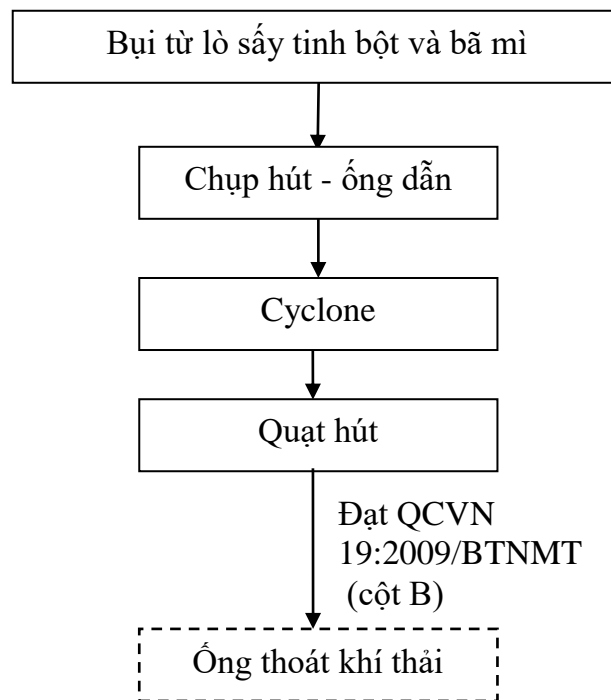 Bụi từ lò sấy tinh bột và bã mì
Chụp hút - ống dẫn
Cyclone
Quạt hút
Đạt QCVN
19:2009/BTNMT
(cột B)
Ống thoát khí thải